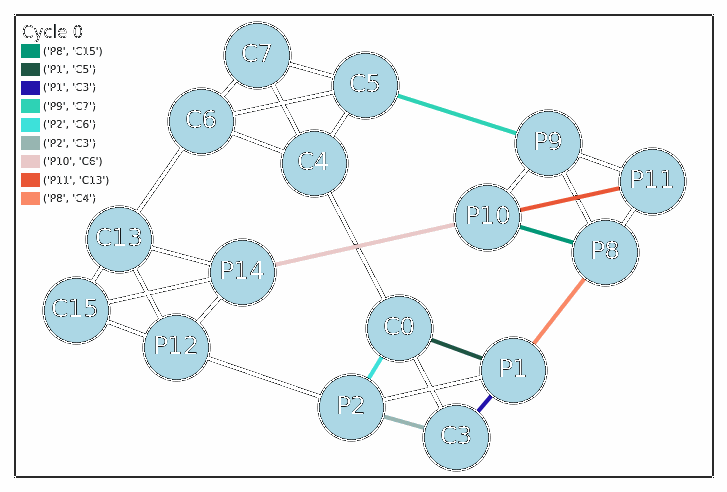 Cycle 0
('P8', 'C15')
('P1', 'C5')
('P1', 'C3')
('P9', 'C7')
('P2', 'C6')
('P2', 'C3')
('P10', 'C6')
('P11', 'C13')
('P8', 'C4')
C7
C5
C6
C4
P9
P11
P10
P8
C13
P14
C15
P12
C0
P1
P2
C3